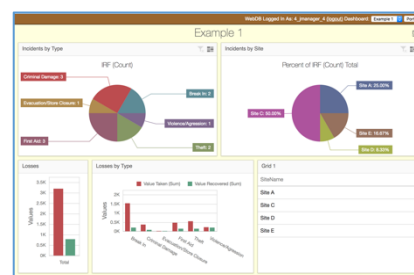 WebDB Logged In As: 4_manager_4 (logout) Dashboard Example 1
Example 1
Incidents by Type
IRF (Count)
Criminal Damage: 3
Break In: 2
Evacuation/Store Closure: 1
Violence/Agression: 1
First Aid: 3
Theft: 2
Incidents by Site
Percent of IRF (Count) Total
Site A: 25.00%
Site C: 50.00%
Site E: 16.67%
Site D: 8.33%
Losses
Values
3.5K
3K
2.5K
2K
1.5K
1K
0.5K
0K
Total
Losses by Type
Value Taken (Sum) Value Recovered (Sum)
Values
2K
1.5K
1K
0.5K
0K
Break In
Criminal Damage
Evacuation/Store Closure
First Aid
Theft
Violence/Agression
Grid 1
SiteName
Site A
Site C
Site D
Site E